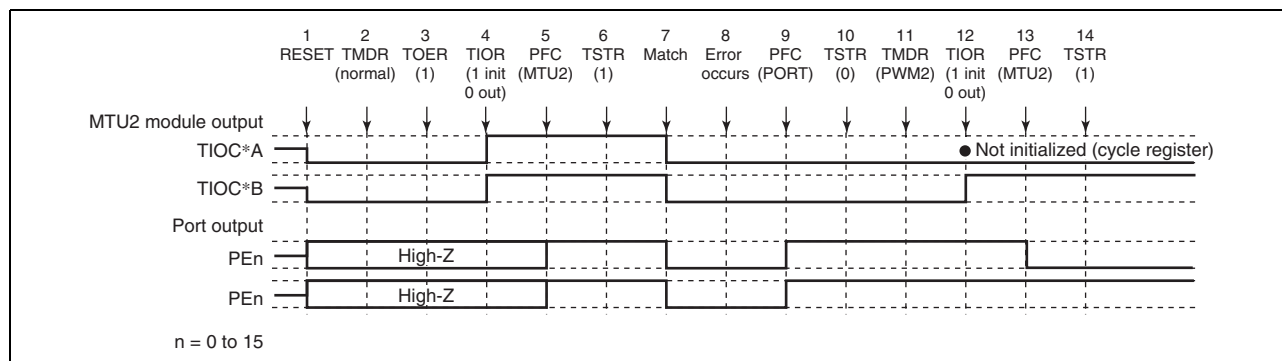 1 2 3 4 5 6 7 8 9 10 11 12 13 14
RESET TMDR TOER TIOR PFC TSTR Match Error PFC TSTR TMDR TIOR PFC TSTR
(normal) (1) (1 init (MTU2) (1) occurs (PORT) (0) (PWM2) (1 init (MTU2) (1)
0 out) 0 out)
MTU2 module output
TIOC*A
● Not initialized (cycle register)
TIOC*B
Port output
PEn
High-Z
PEn
High-Z
n = 0 to 15